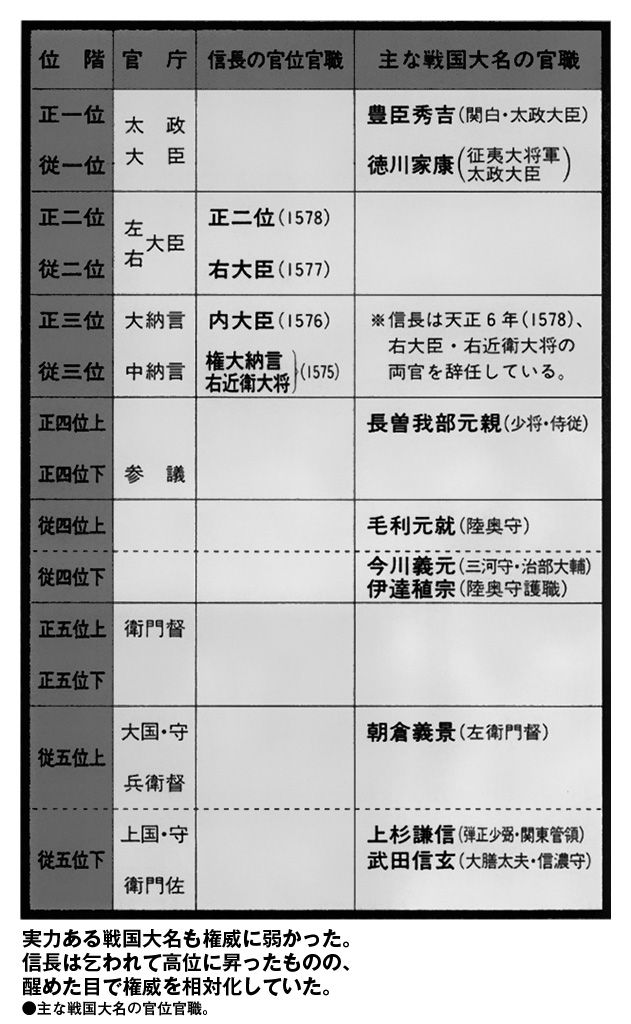 位階 官庁 信長の官位官職 主な戦国大名の官職
正一位 太政 豊臣秀吉(関白・太政大臣)
従一位 大臣 徳川家康(征夷大将軍
太政大臣)
正二位 左 正二位(1578)
大臣
従二位 右 右大臣(1577)
正三位 大納言 内大臣(1576) ※信長は天正6年(1578)、
右大臣・右近衛大将の
両官を辞任している。
従三位 中納言 権大納言
右近衛大将}(1575)
正四位上 長曽我部元親(少将・侍従)
正四位下 参議
従四位上 毛利元就(陸奥守)
従四位下 今川義元(三河守・治部大輔)
伊達稙宗(陸奥守護職)
正五位上 衛門督
正五位下
従五位上 大国・守 朝倉義景(左衛門督)
兵衛督
従五位下 上国・守 上杉謙信(弾正少弼・関東管領)
武田信玄(大膳太夫・信濃守)
衛門佐
実力ある戦国大名も権威に弱かった。
信長は乞われて高位に昇ったものの、
醒めた目で権威を相対化していた。
●主な戦国大名の官位官職。